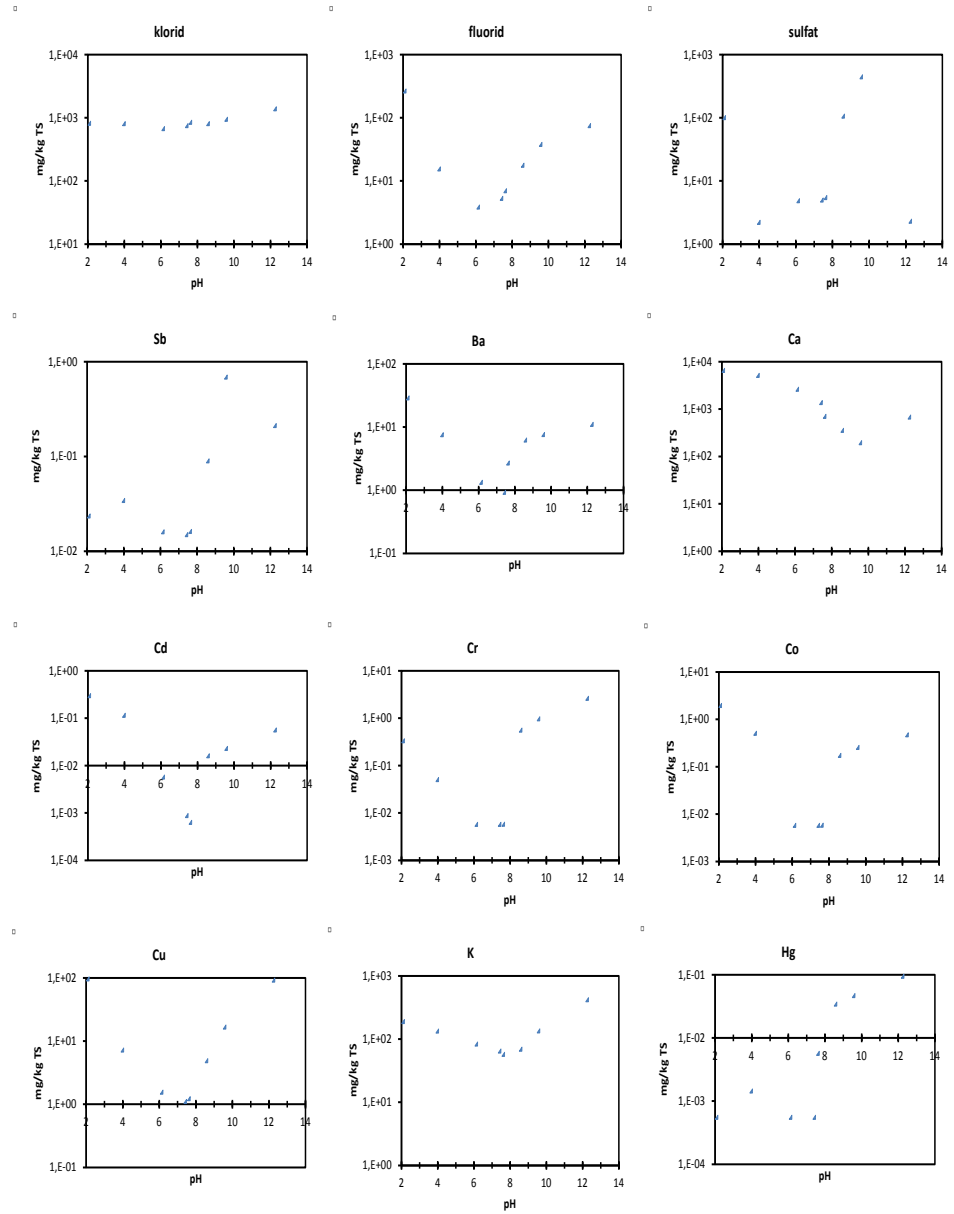 klorid
1,E+04
1,E+03
1,E+02
1,E+01
mg/kg TS
2 4 6 8 10 12 14
pH
fluorid
1,E+03
1,E+02
1,E+01
1,E+00
mg/kg TS
2 4 6 8 10 12 14
pH
sulfat
1,E+03
1,E+02
1,E+01
1,E+00
mg/kg TS
2 4 6 8 10 12 14
pH
Sb
1,E+00
1,E-01
1,E-02
mg/kg TS
2 4 6 8 10 12 14
pH
Ba
1,E+02
1,E+01
1,E+00
1,E-01
mg/kg TS
2 4 6 8 10 12 14
pH
Ca
1,E+04
1,E+03
1,E+02
1,E+01
1,E+00
mg/kg TS
2 4 6 8 10 12 14
pH
Cd
1,E+00
1,E-01
1,E-02
1,E-03
1,E-04
mg/kg TS
2 4 6 8 10 12 14
pH
Cr
1,E+01
1,E+00
1,E-01
1,E-02
1,E-03
mg/kg TS
2 4 6 8 10 12 14
pH
Co
1,E+01
1,E+00
1,E-01
1,E-02
1,E-03
mg/kg TS
2 4 6 8 10 12 14
pH
Cu
1,E+02
1,E+01
1,E+00
1,E-01
mg/kg TS
2 4 6 8 10 12 14
pH
K
1,E+03
1,E+02
1,E+01
1,E+00
mg/kg TS
2 4 6 8 10 12 14
pH
Hg
1,E-01
1,E-02
1,E-03
1,E-04
mg/kg TS
2 4 6 8 10 12 14
pH